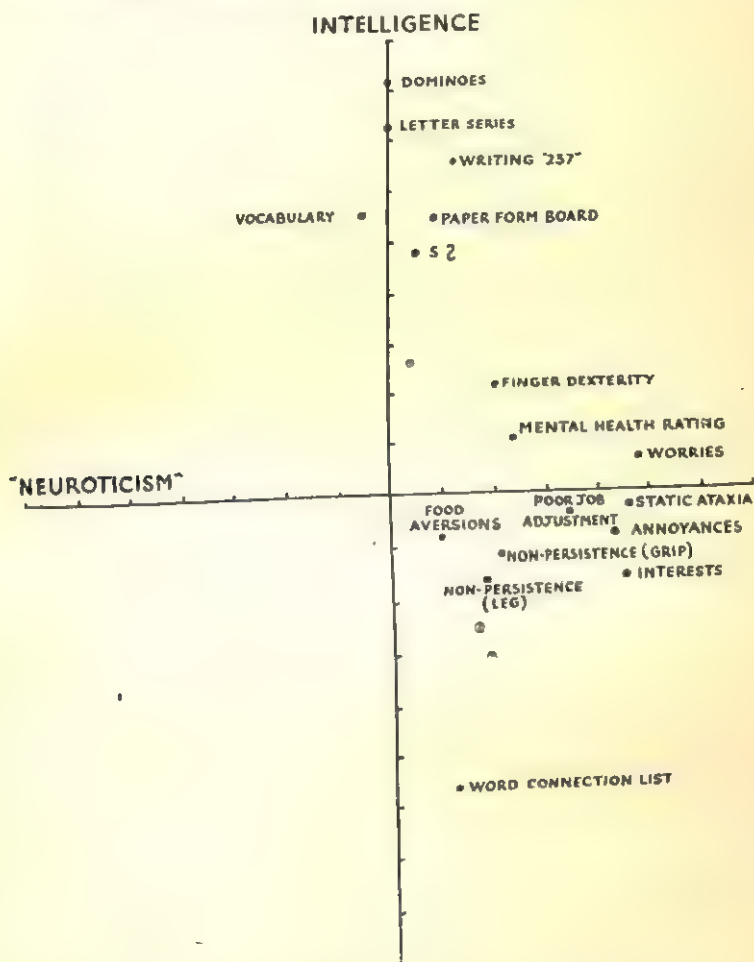 INTELLIGENCE
DOMINOES
LETTER SERIES
WRITING "237"
VOCABULARY
PAPER FORM BOARD
S 2
FINGER DEXTERITY
MENTAL HEALTH RATING
WORRIES
"NEUROTICISM"
STATIC ATAXIA
FOOD
AVERSIONS
POOR JOB
ADJUSTMENT
ANNOYANCES
NON-PERSISTENCE (GRIP)
INTERESTS
NON-PERSISTENCE
(LEG)
WORD CONNECTION LIST